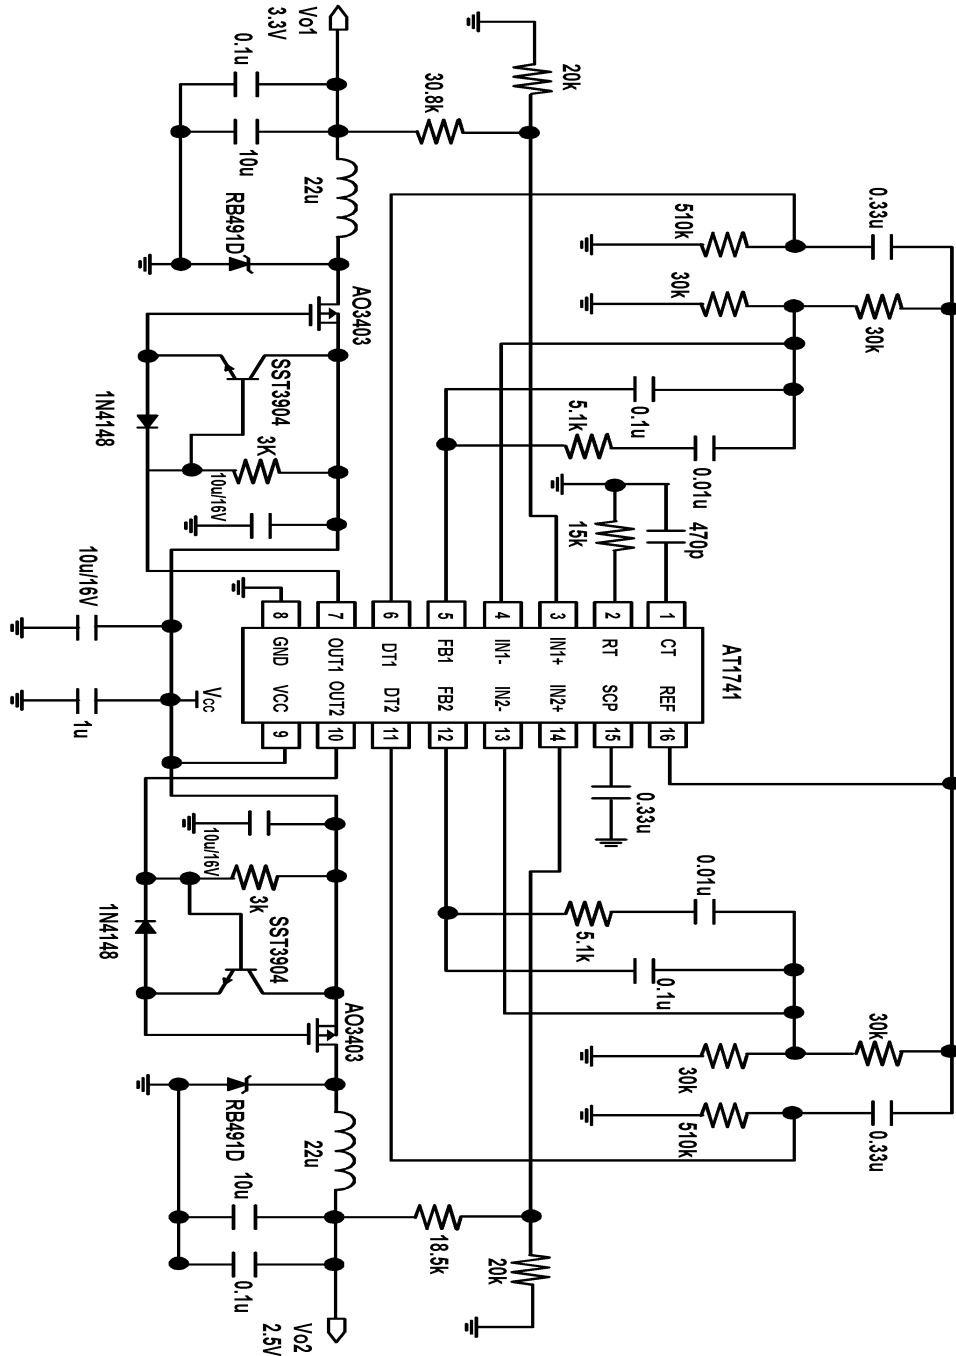 Vo1
3.3V
0.1u
10u
30.8k
20k
22u
RB491D
510k
0.33u
30k
30k
AO3403
SST3904
1N4148
3K
10u/16V
5.1k
0.1u
0.01u
15k
470p
10u/16V
1u
VCC
8
7
6
5
4
3
2
1
GND
OUT1
DT1
FB1
IN1-
IN1+
RT
CT
AT1741
VCC
OUT2
DT2
FB2
IN2-
IN2+
SCP
REF
9
10
11
12
13
14
15
16
0.33u
10u/16V
3k
SST3904
1N4148
AO3403
5.1k
0.01u
0.1u
30k
30k
510k
0.33u
RB491D
22u
10u
0.1u
18.5k
20k
Vo2
2.5V